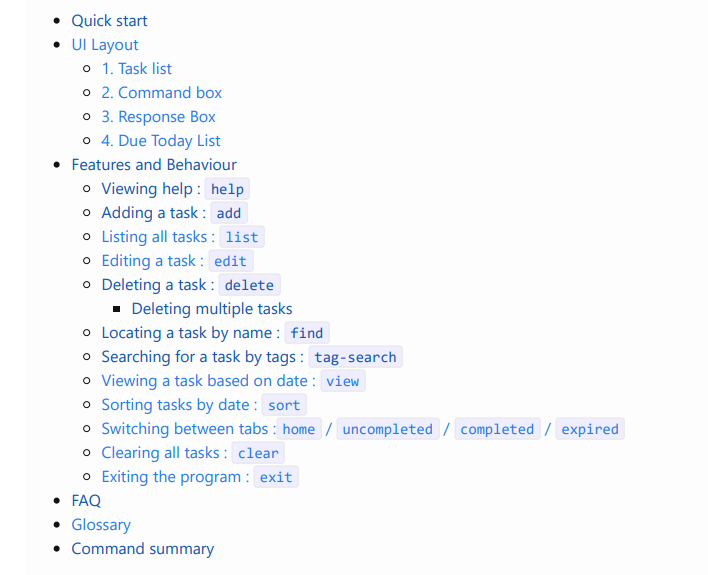 Quick start
UI Layout
1. Task list
2. Command box
3. Response Box
4. Due Today List
Features and Behaviour
Viewing help : help
Adding a task : add
Listing all tasks : list
Editing a task : edit
Deleting a task : delete
Deleting multiple tasks
Locating a task by name : find
Searching for a task by tags : tag-search
Viewing a task based on date : view
Sorting tasks by date : sort
Switching between tabs : home / uncompleted / completed / expired
Clearing all tasks : clear
Exiting the program : exit
FAQ
Glossary
Command summary